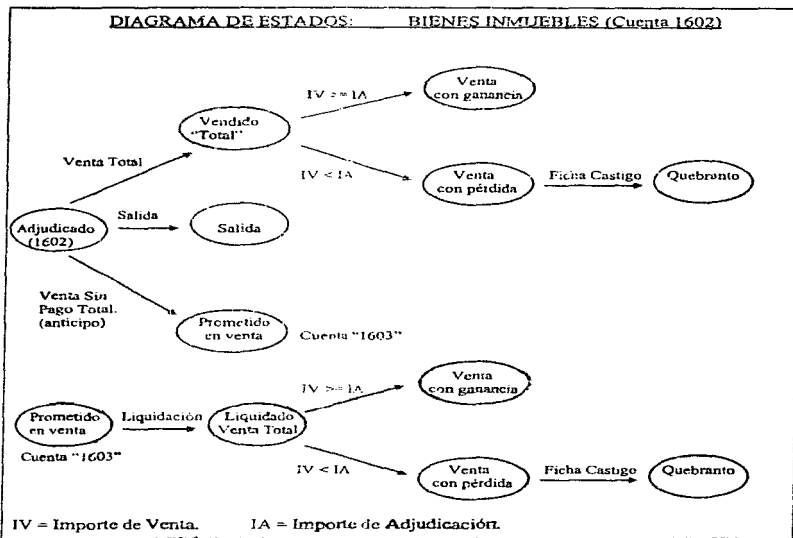 DIAGRAMA DE ESTADOS: BIENES INMUEBLES (Cuenta 1602)
IV >= IA
Venta
con ganancia
Vendido
"Total"
Venta Total
IV < IA
Venta
con pérdida
Ficha Castigo
Quebranto
Adjudicado
(1602)
Salida
Salida
Venta Sin
Pago Total.
(anticipo)
Prometido
en venta
Cuenta "1603"
IV >= IA
Venta
con ganancia
Prometido
en venta
Liquidación
Liquidado
Venta Total
Cuenta "1603"
IV < IA
Venta
con pérdida
Ficha Castigo
Quebranto
IV = Importe de Venta. IA = Importe de Adjudicación.